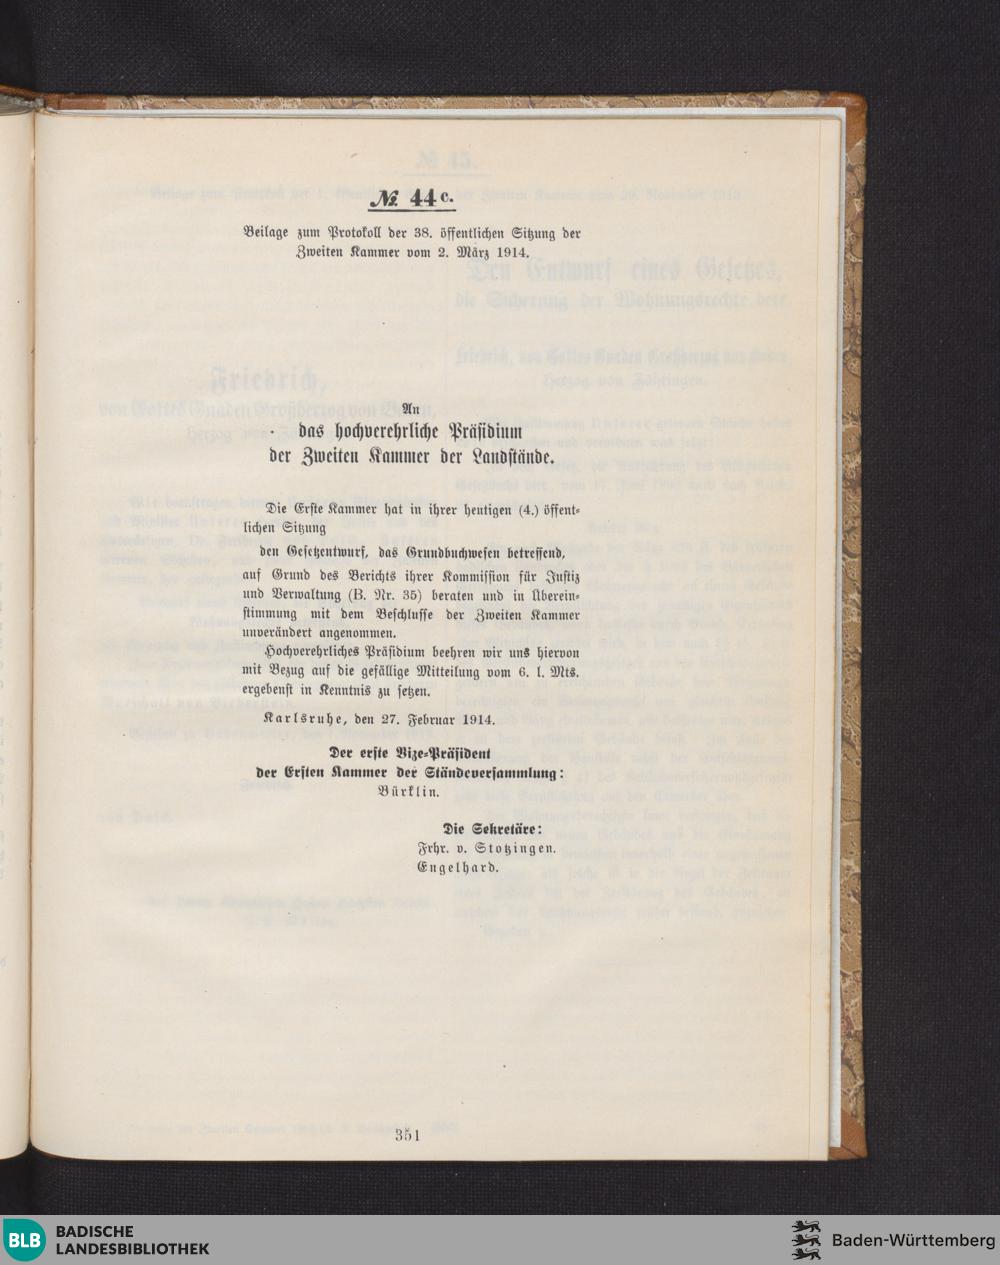 № 44 c.
Beilage zum Protokoll der 38. öffentlichen Sitzung der
Zweiten Kammer vom 2. März 1914.
An
das hochverehrliche Präsidium
der Zweiten Kammer der Landstände.
Die Erste Kammer hat in ihrer heutigen (4.) öffent-
lichen Sitzung
den Gesetzentwurf, das Grundbuchwesen betreffend,
auf Grund des Berichts ihrer Kommission für Justiz
und Verwaltung (B. Nr. 35) beraten und in Überein-
stimmung mit dem Beschlusse der Zweiten Kammer
unverändert angenommen.
Hochverehrliches Präsidium beehren wir uns hiervon
mit Bezug auf die gefällige Mitteilung vom 6. l. Mts.
ergebenst in Kenntnis zu setzen.
Karlsruhe, den 27. Februar 1914.
Der erste Vize-Präsident
der Ersten Kammer der Ständeversammlung:
Bürklin.
Die Sekretäre:
Frhr. v. Stotzingen.
Engelhard.
351
BLB BADISCHE
LANDESBIBLIOTHEK
Baden-Württemberg